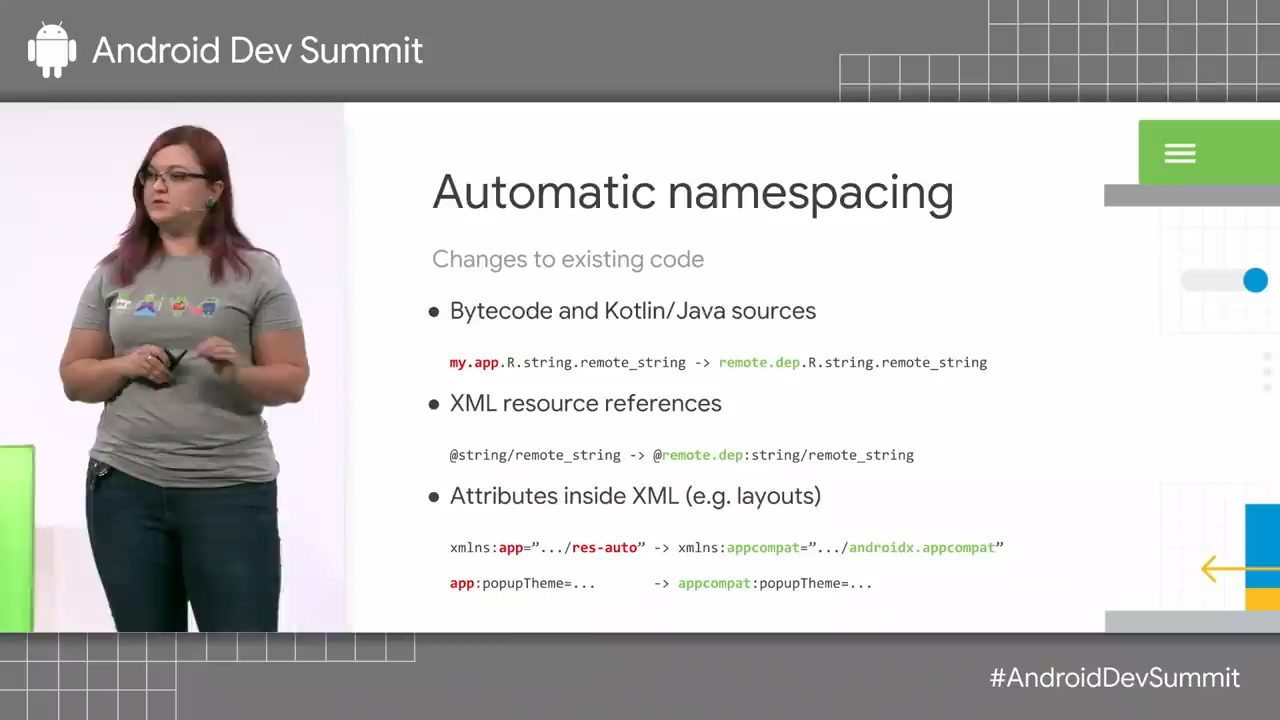 Android Dev Summit
Automatic namespacing
Changes to existing code
● Bytecode and Kotlin/Java sources
my.app.R.string.remote_string -> remote.dep.R.string.remote_string
● XML resource references
@string/remote_string -> @remote.dep:string/remote_string
● Attributes inside XML (e.g. layouts)
xmlns:app=”.../res-auto” -> xmlns:appcompat=”.../androidx.appcompat”
app:popupTheme=... -> appcompat:popupTheme=...
#AndroidDevSummit